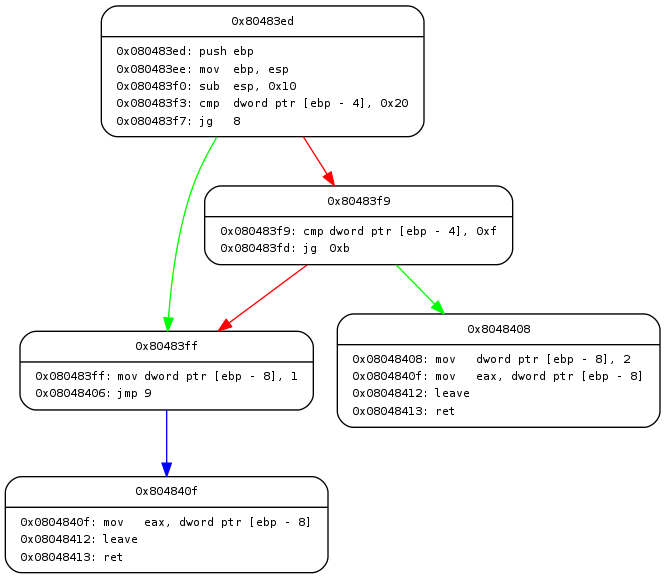 0x80483ed
0x080483ed: push ebp
0x080483ee: mov ebp, esp
0x080483f0: sub esp, 0x10
0x080483f3: cmp dword ptr [ebp - 4], 0x20
0x080483f7: jg 8
0x80483f9
0x080483f9: cmp dword ptr [ebp - 4], 0xf
0x080483fd: jg 0xb
0x80483ff
0x080483ff: mov dword ptr [ebp - 8], 1
0x08048406: jmp 9
0x8048408
0x08048408: mov dword ptr [ebp - 8], 2
0x0804840f: mov eax, dword ptr [ebp - 8]
0x08048412: leave
0x08048413: ret
0x804840f
0x0804840f: mov eax, dword ptr [ebp - 8]
0x08048412: leave
0x08048413: ret